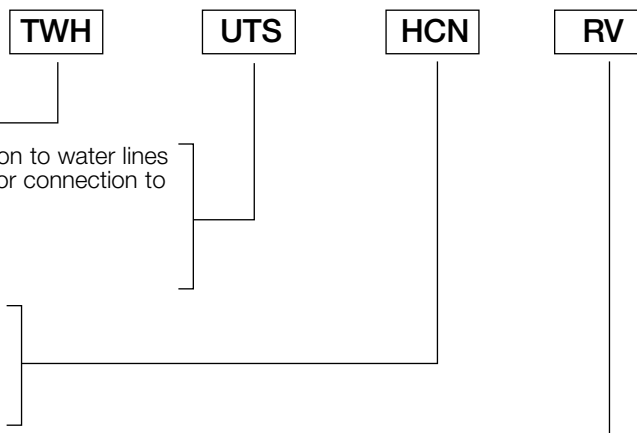 TWH UTS HCN RV
on to water lines
or connection to